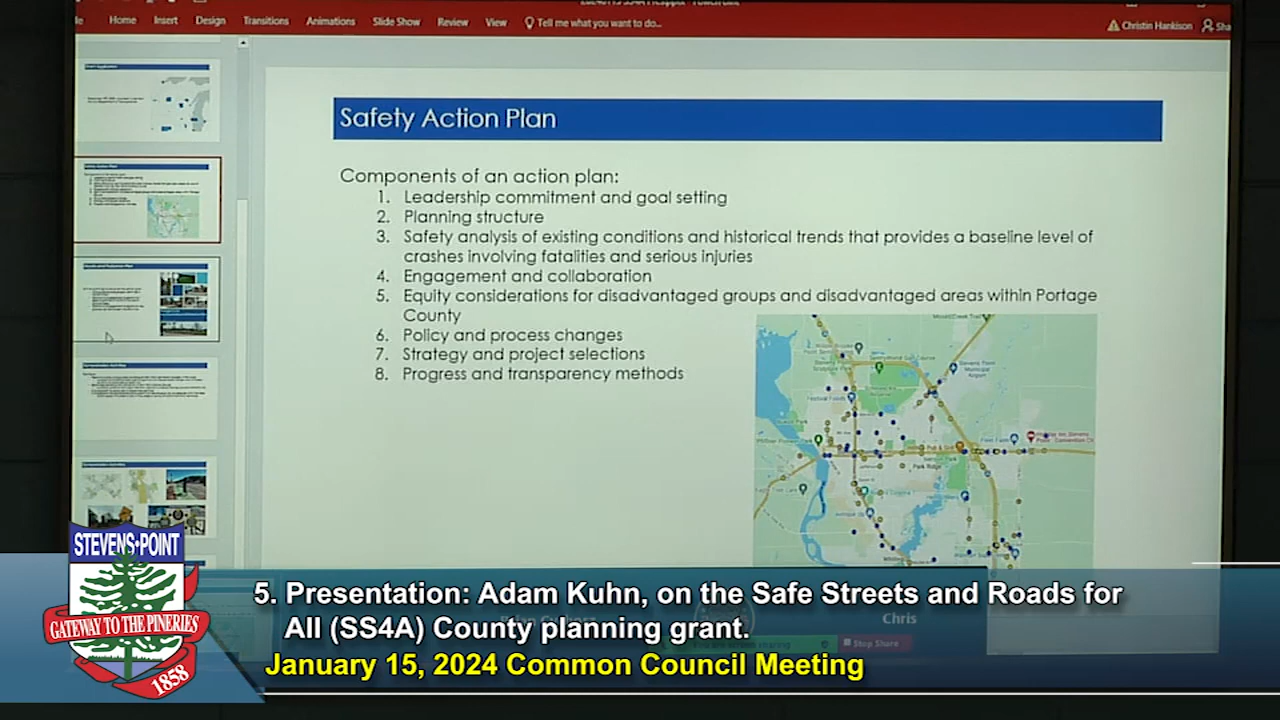 Home Insert Design Transitions Animations Slide Show Review View Tell me what you want to do...
Christin Hankison
Safety Action Plan
Components of an action plan:
1. Leadership commitment and goal setting
2. Planning structure
3. Safety analysis of existing conditions and historical trends that provides a baseline level of
crashes involving fatalities and serious injuries
4. Engagement and collaboration
5. Equity considerations for disadvantaged groups and disadvantaged areas within Portage
County
6. Policy and process changes
7. Strategy and project selections
8. Progress and transparency methods
Park Ridge
STEVENS·POINT
GATEWAY TO THE PINERIES
1858
5. Presentation: Adam Kuhn, on the Safe Streets and Roads for
All (SS4A) County planning grant.
Chris
Stop Share
January 15, 2024 Common Council Meeting